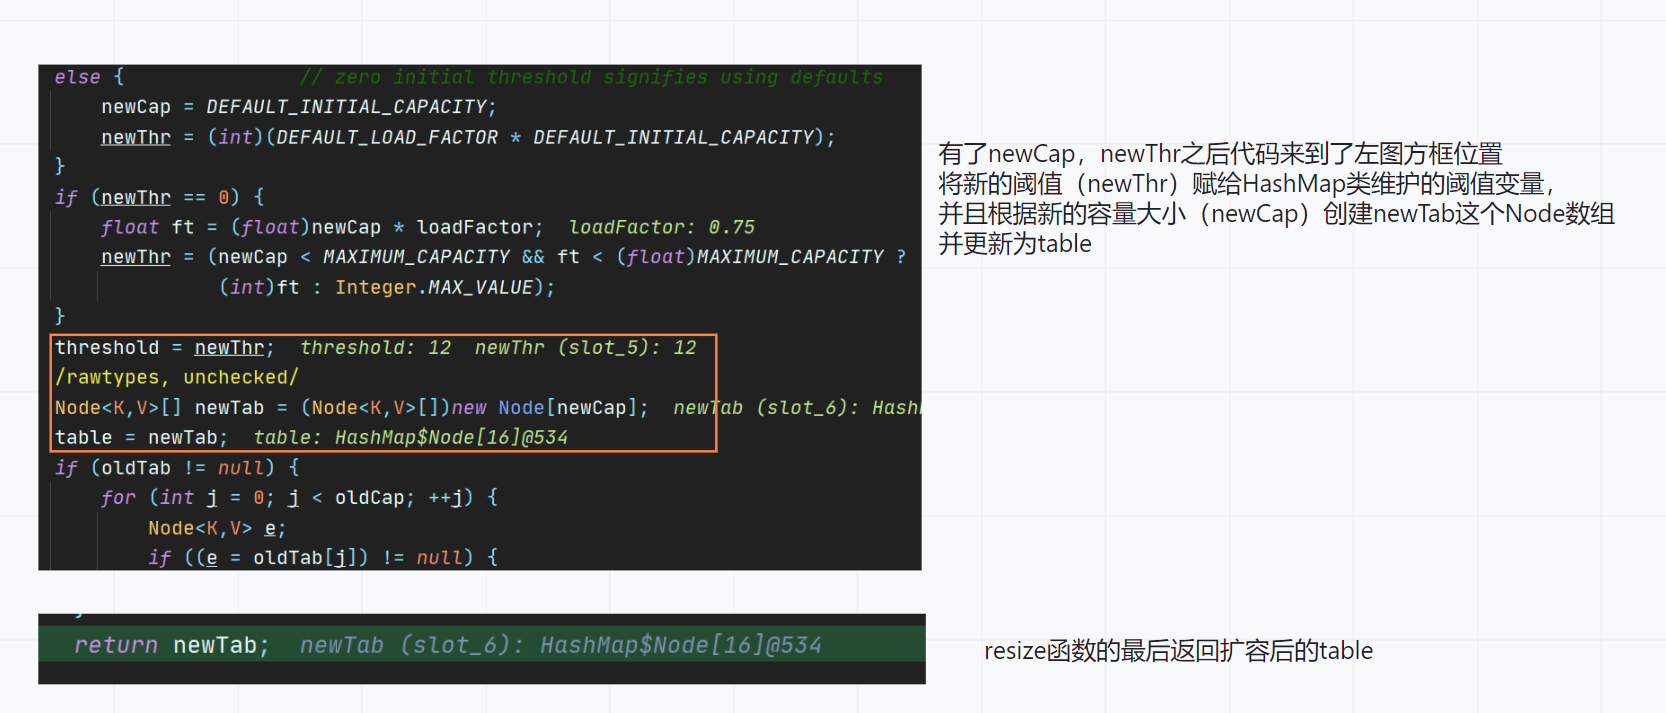 else {               // zero initial threshold signifies using defaults
    newCap = DEFAULT_INITIAL_CAPACITY;
    newThr = (int)(DEFAULT_LOAD_FACTOR * DEFAULT_INITIAL_CAPACITY);
}
if (newThr == 0) {
    float ft = (float)newCap * loadFactor;  loadFactor: 0.75
    newThr = (newCap < MAXIMUM_CAPACITY && ft < (float)MAXIMUM_CAPACITY ?
              (int)ft : Integer.MAX_VALUE);
}
threshold = newThr;  threshold: 12  newThr (slot_5): 12
/rawtypes, unchecked/
Node<K,V>[] newTab = (Node<K,V>[])new Node[newCap];  newTab (slot_6): Hash
table = newTab;  table: HashMap$Node[16]@534
if (oldTab != null) {
    for (int j = 0; j < oldCap; ++j) {
        Node<K,V> e;
        if ((e = oldTab[j]) != null) {
有了newCap，newThr之后代码来到了左图方框位置
将新的阈值（newThr）赋给HashMap类维护的阈值变量，
并且根据新的容量大小（newCap）创建newTab这个Node数组
并更新为table
return newTab;  newTab (slot_6): HashMap$Node[16]@534
resize函数的最后返回扩容后的table